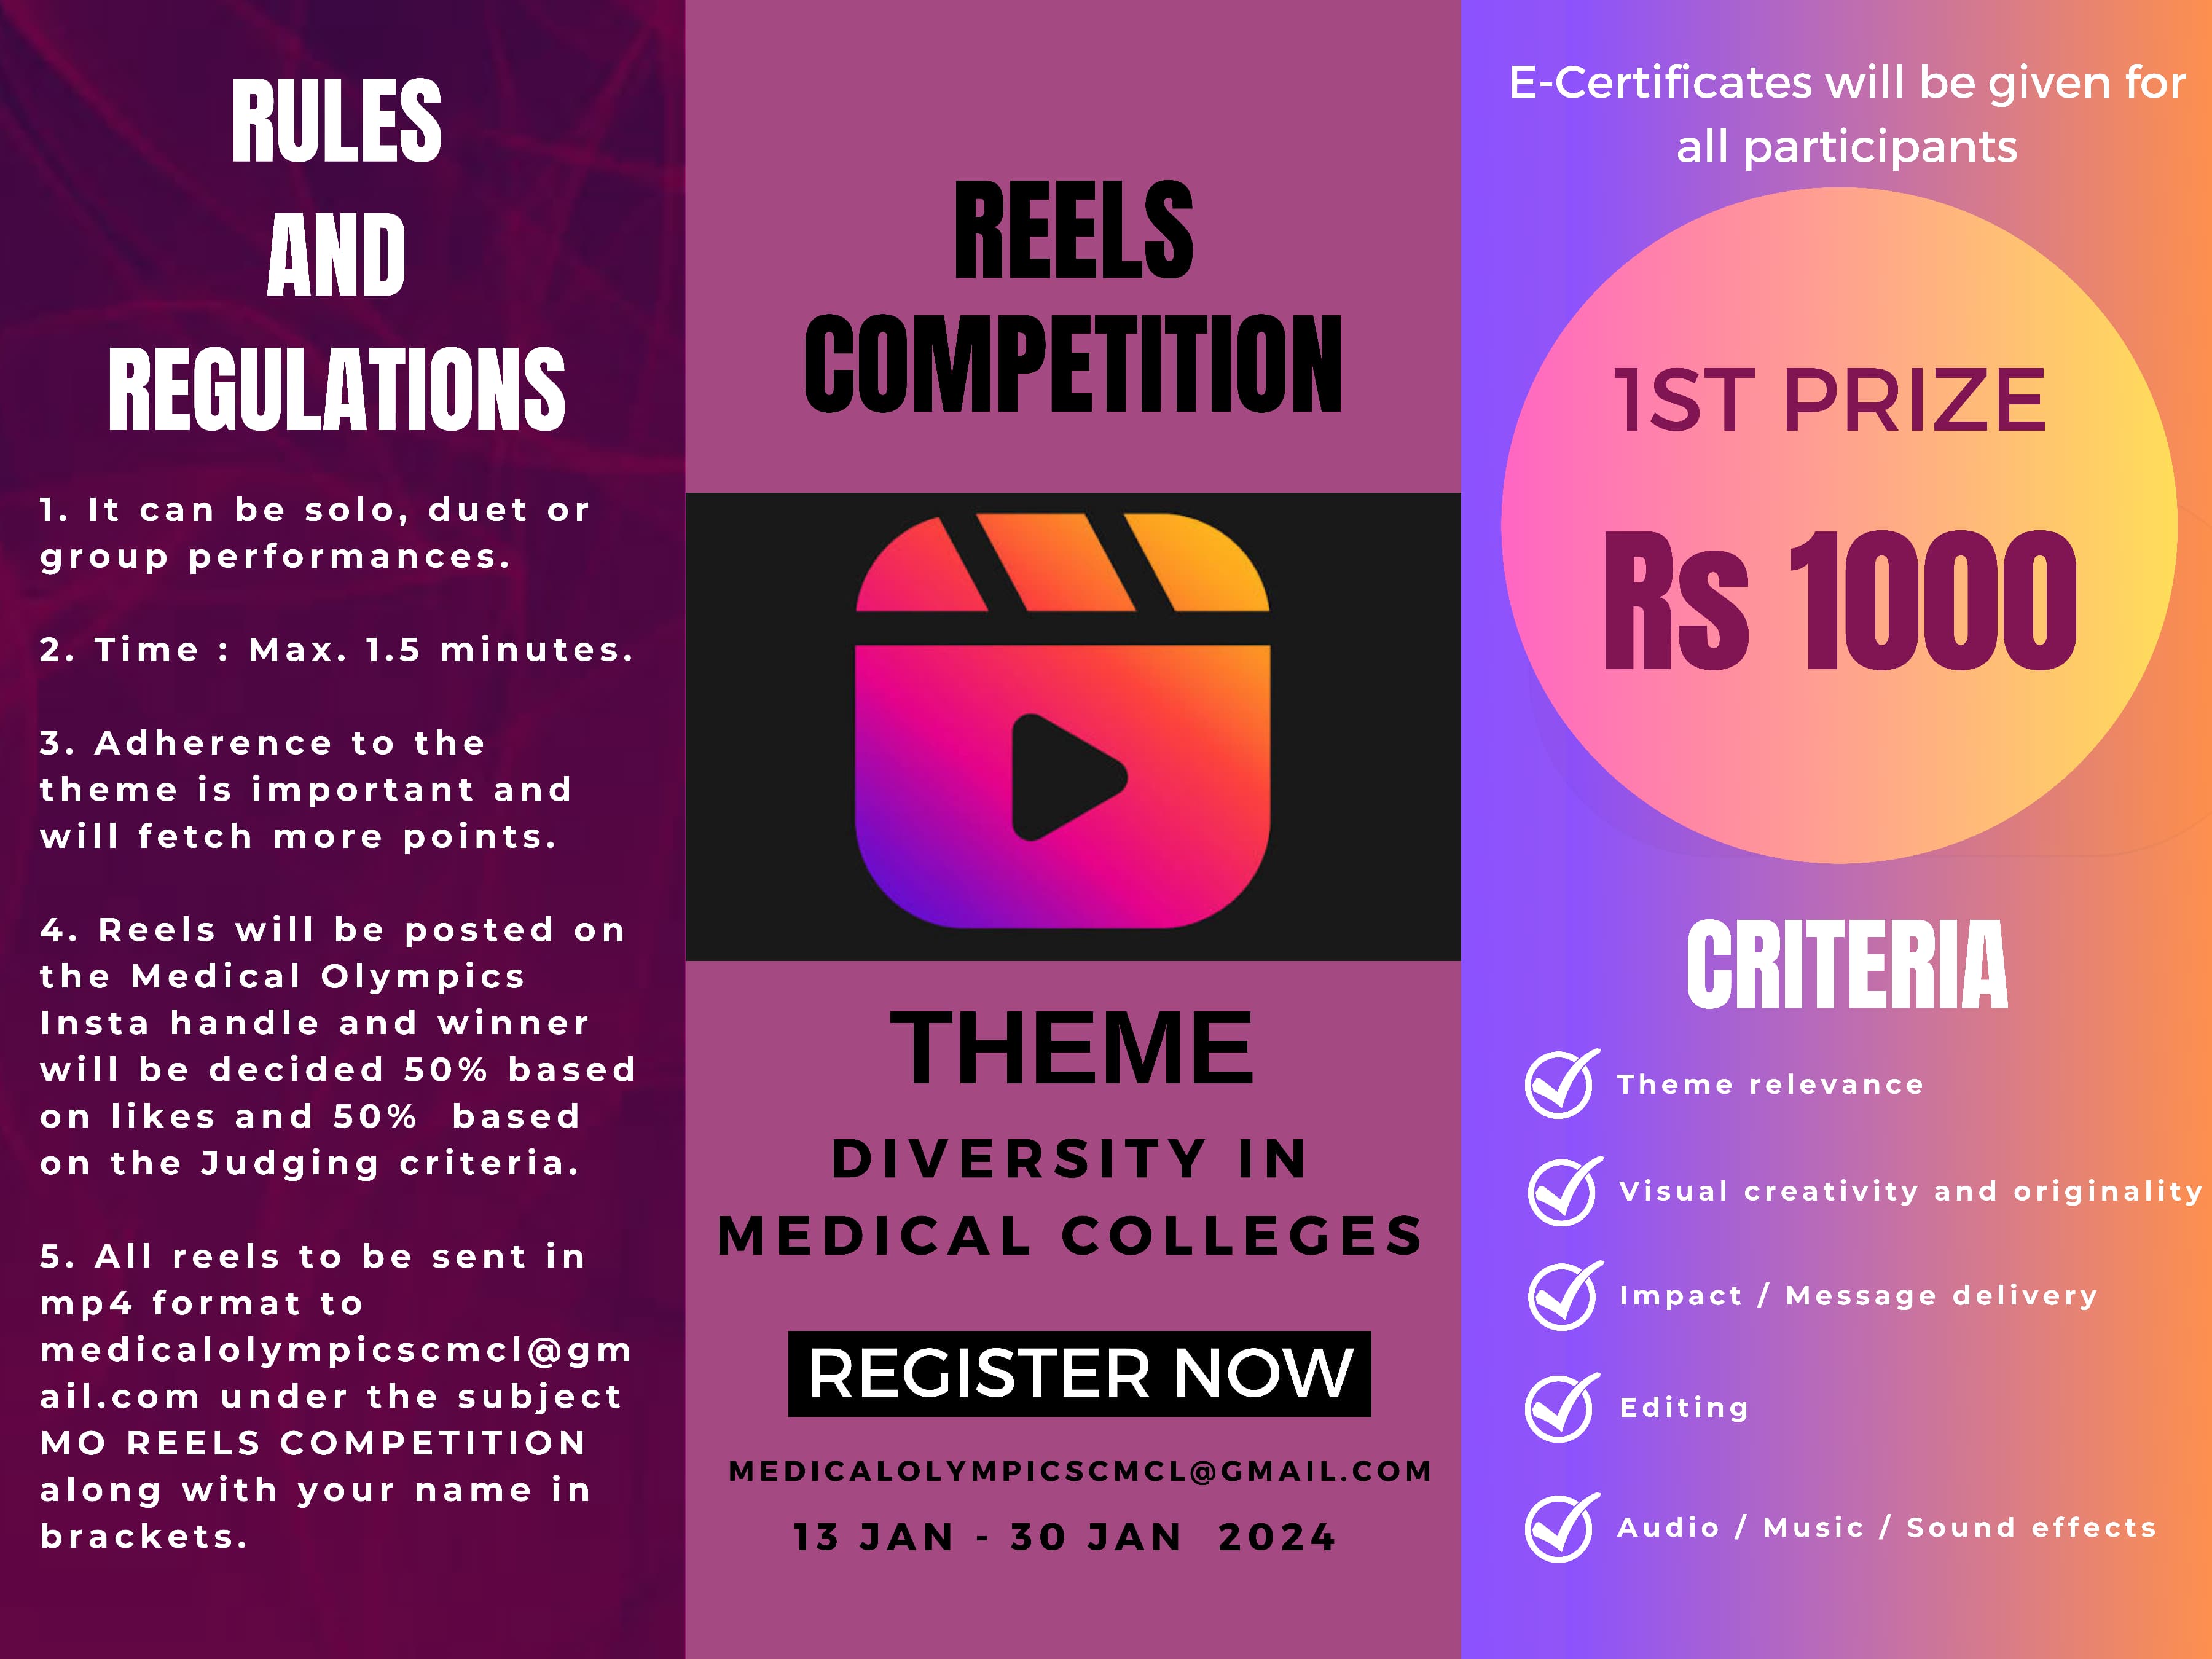 RULES
AND
REGULATIONS
1. It can be solo, duet or
group performances.
2. Time : Max. 1.5 minutes.
3. Adherence to the
theme is important and
will fetch more points.
4. Reels will be posted on
the Medical Olympics
Insta handle and winner
will be decided 50% based
on likes and 50%  based
on the Judging criteria.
5. All reels to be sent in
mp4 format to
medicalolympicscmcl@gm
ail.com under the subject
MO REELS COMPETITION
along with your name in
brackets.
REELS
COMPETITION
THEME
DIVERSITY IN
MEDICAL COLLEGES
REGISTER NOW
MEDICALOLYMPICSCMCL@GMAIL.COM
13 JAN - 30 JAN  2024
E-Certificates will be given for
all participants
1ST PRIZE
Rs 1000
CRITERIA
Theme relevance
Visual creativity and originality
Impact / Message delivery
Editing
Audio / Music / Sound effects